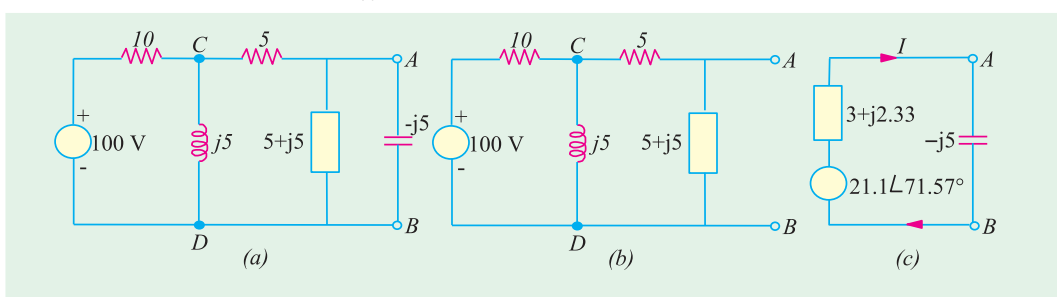 10 C 5 A
+ 100 V - j5 5+j5 -j5
D B
(a)
10 C 5 A
+ 100 V - j5 5+j5
D B
(b)
I A
3+j2.33
-j5
21.1∠71.57°
B
(c)